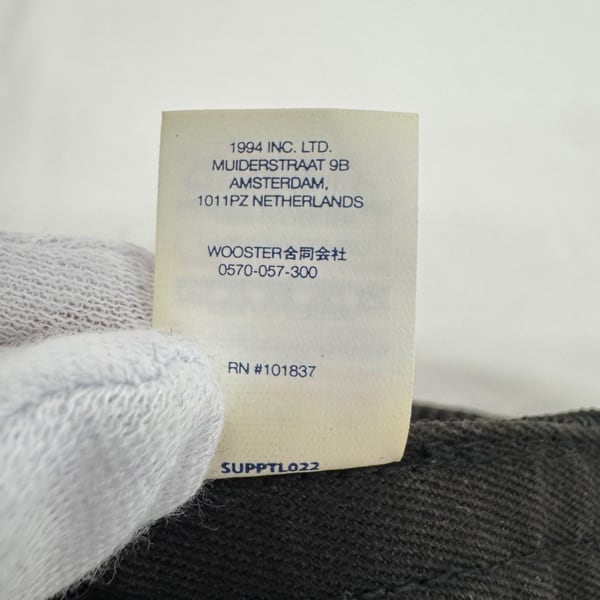 1994 INC. LTD.
MUIDERSTRAAT 9B
AMSTERDAM,
1011PZ NETHERLANDS
WOOSTER合同会社
0570-057-300
RN #101837
SUPPTL022